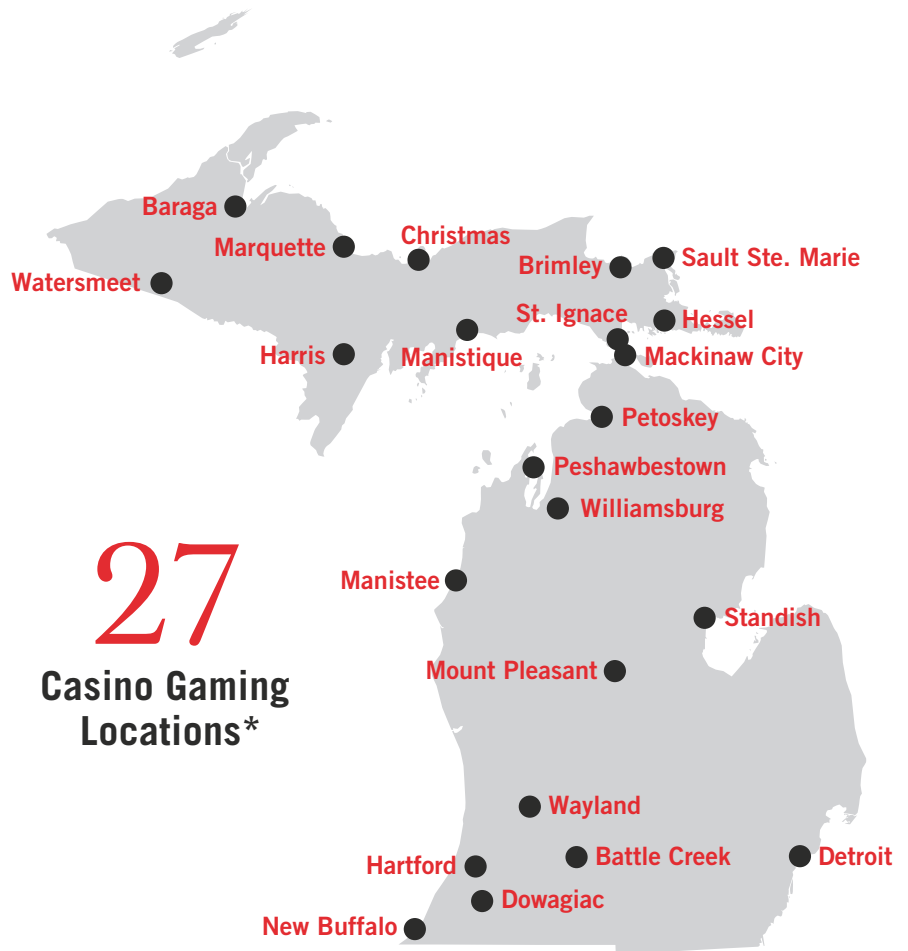 Baraga
Marquette
Christmas
Brimley
Sault Ste. Marie
Watersmeet
St. Ignace
Hessel
Harris
Manistique
Mackinaw City
Petoskey
Peshawbestown
Williamsburg
27
Casino Gaming
Locations*
Manistee
Standish
Mount Pleasant
Wayland
Battle Creek
Detroit
Hartford
Dowagiac
New Buffalo